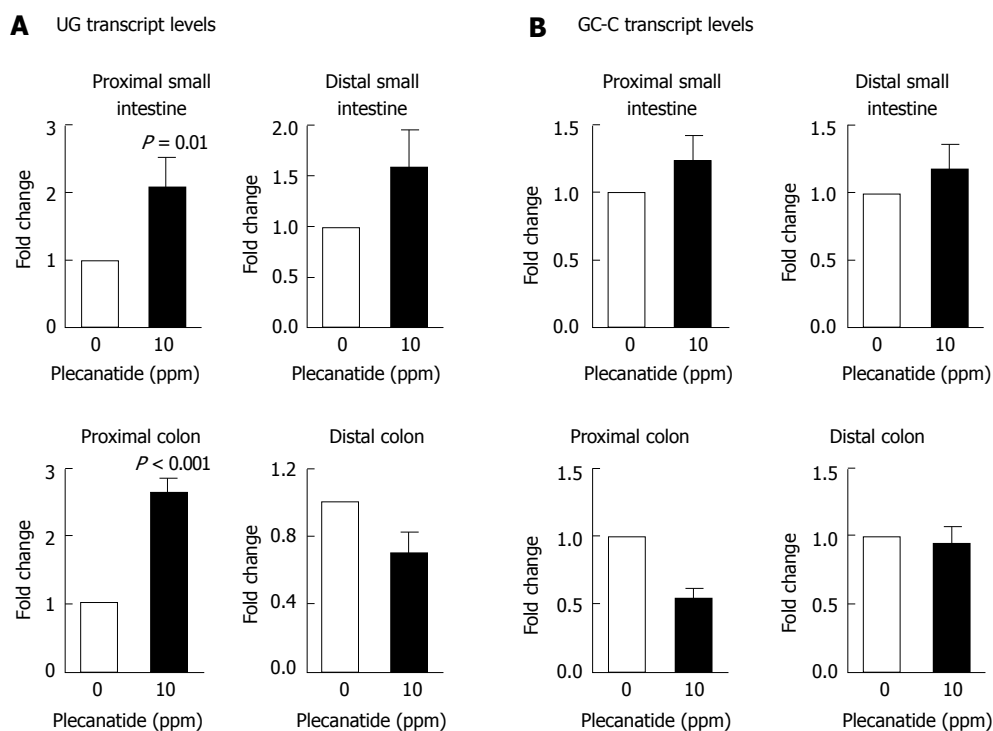 A UG transcript levels
Proximal small
intestine
3
2
1
0
Fold change
P = 0.01
0 10
Plecanatide (ppm)
Distal small
intestine
2.0
1.5
1.0
0.5
0.0
Fold change
0 10
Plecanatide (ppm)
Proximal colon
3
2
1
0
Fold change
P < 0.001
0 10
Plecanatide (ppm)
Distal colon
1.2
0.8
0.4
0.0
Fold change
0 10
Plecanatide (ppm)
B GC-C transcript levels
Proximal small
intestine
1.5
1.0
0.5
0.0
Fold change
0 10
Plecanatide (ppm)
Distal small
intestine
1.5
1.0
0.5
0.0
Fold change
0 10
Plecanatide (ppm)
Proximal colon
1.5
1.0
0.5
0.0
Fold change
0 10
Plecanatide (ppm)
Distal colon
1.5
1.0
0.5
0.0
Fold change
0 10
Plecanatide (ppm)